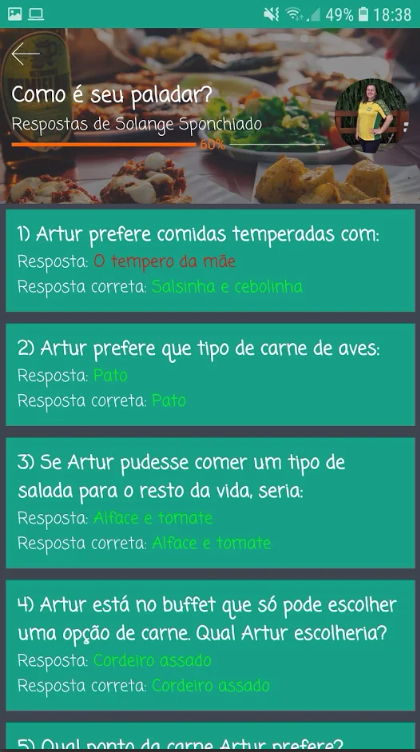 49% 18:38
Como é seu paladar?
Respostas de Solange Sponchiado
60%
1) Artur prefere comidas temperadas com:
Resposta: O tempero da mãe
Resposta correta: Salsinha e cebolinha
2) Artur prefere que tipo de carne de aves:
Resposta: Pato
Resposta correta: Pato
3) Se Artur pudesse comer um tipo de
salada para o resto da vida, seria:
Resposta: Alface e tomate
Resposta correta: Alface e tomate
4) Artur está no buffet que só pode escolher
uma opção de carne. Qual Artur escolheria?
Resposta: Cordeiro assado
Resposta correta: Cordeiro assado
5) Qual ponto da carne Artur prefere?